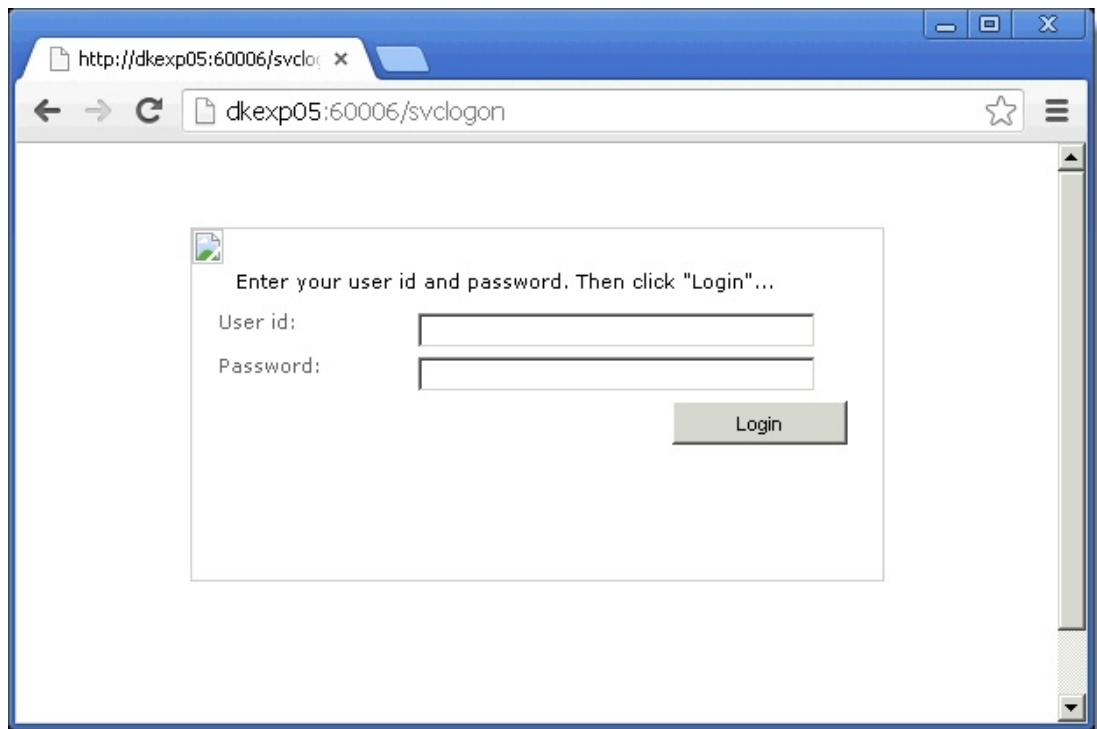 http://dkexp05:60006/svclo
dkexp05:60006/svclogon
Enter your user id and password. Then click "Login"...
User id:
Password:
Login